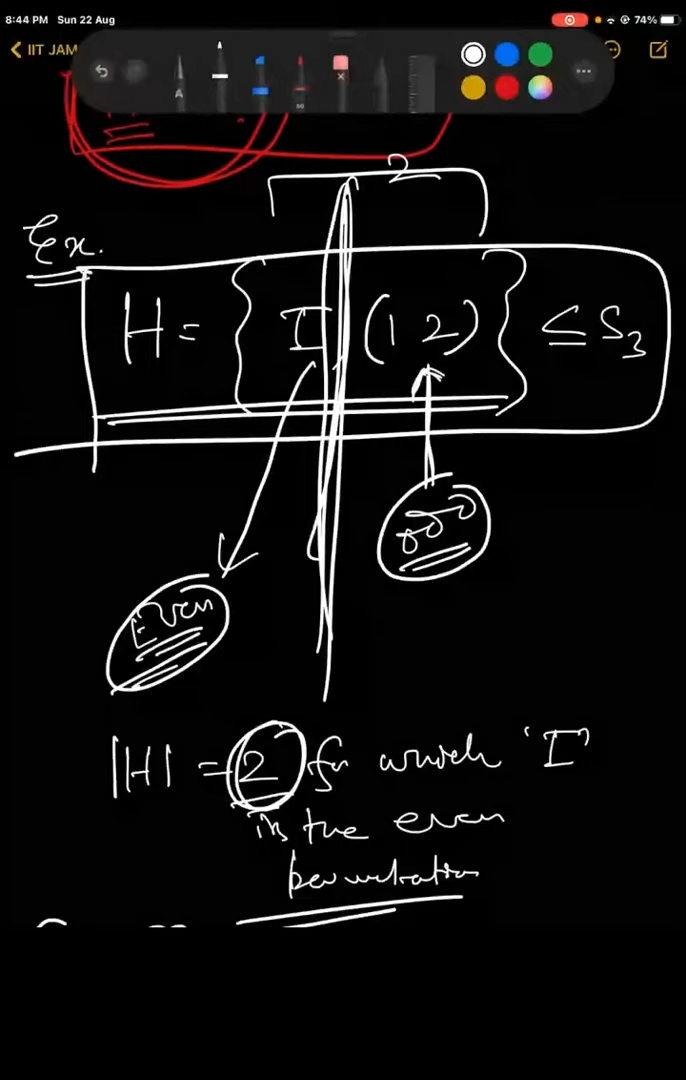 8:44 PM Sun 22 Aug
74%
IIT JAM
2
Ex.
H = { I (1 2) } ≤ S₃
odd
Even
|H| = 2 for which 'I'
is the even
permutation